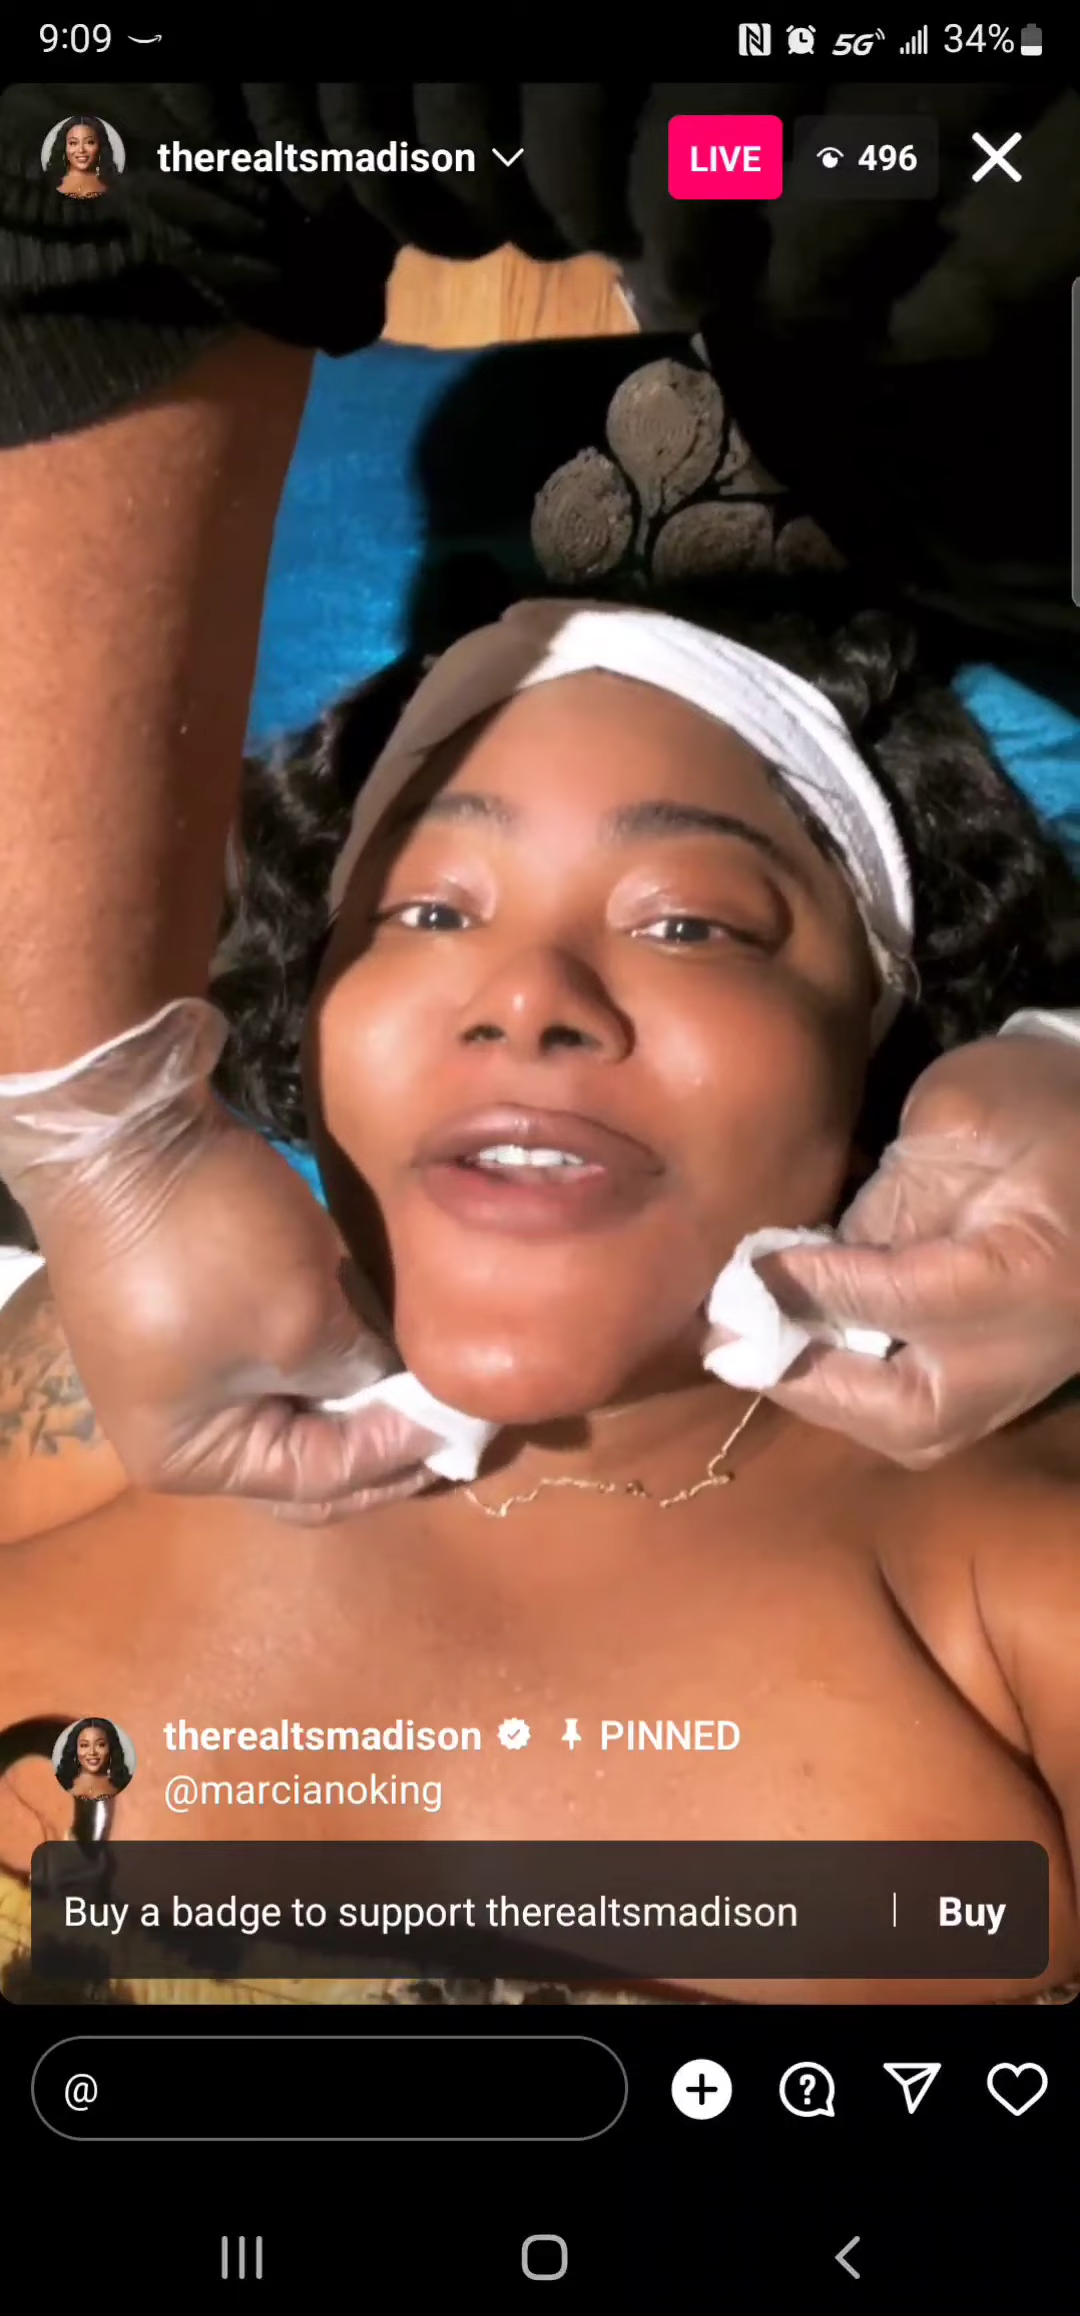 9:09
5G 34%
therealtsmadison LIVE 496
therealtsmadison PINNED
@marcianoking
Buy a badge to support therealtsmadison | Buy
@